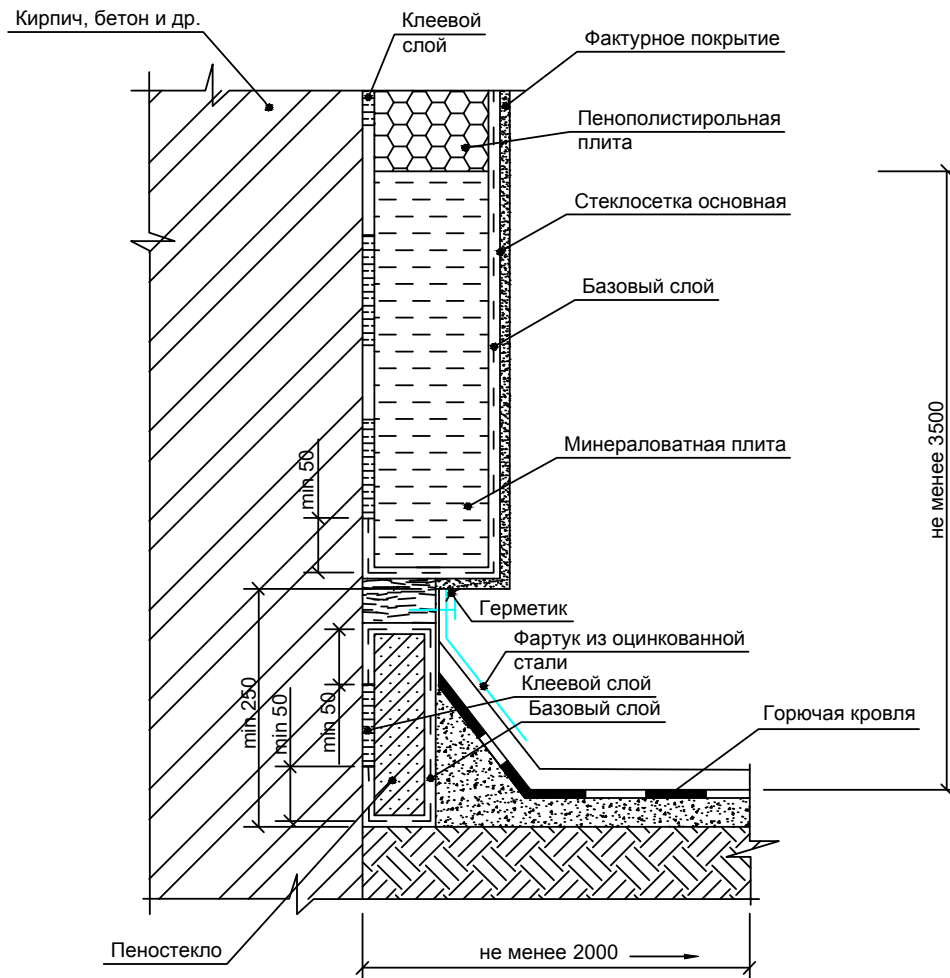 Кирпич, бетон и др.
Клеевой
слой
Фактурное покрытие
Пенополистирольная
плита
Стеклосетка основная
Базовый слой
не менее 3500
Минераловатная плита
min 50
Герметик
Фартук из оцинкованной
стали
Клеевой слой
Базовый слой
Горючая кровля
min 250
min 50
min 50
Пеностекло
не менее 2000